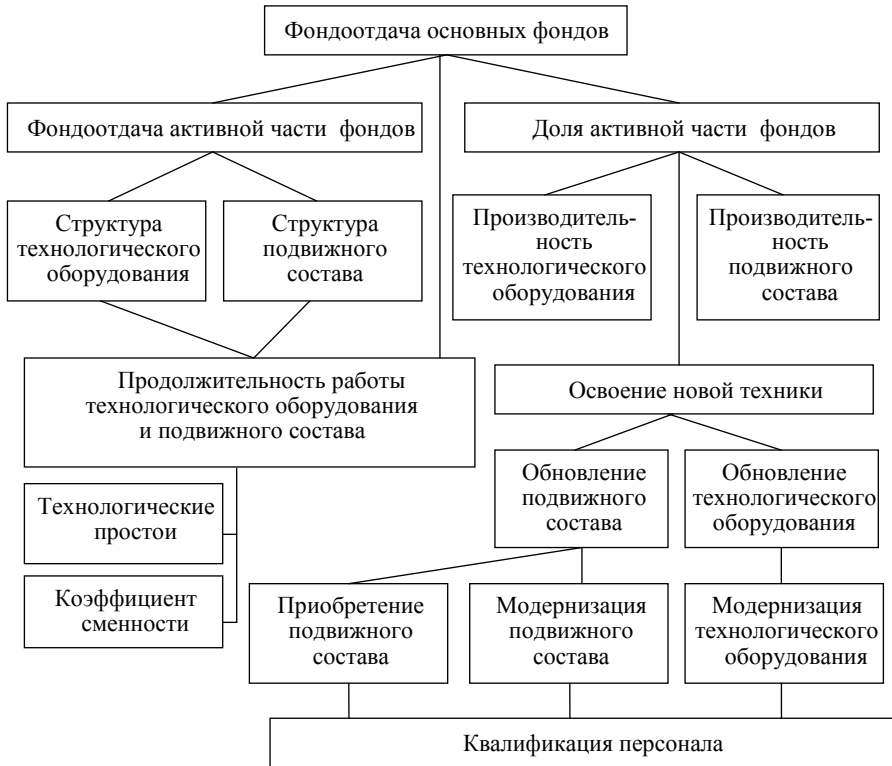 Фондоотдача основных фондов
Фондоотдача активной части фондов
Доля активной части фондов
Структура
технологического
оборудования
Структура
подвижного
состава
Производитель-
ность
технологического
оборудования
Производитель-
ность
подвижного
состава
Продолжительность работы
технологического оборудования
и подвижного состава
Освоение новой техники
Технологические
простои
Коэффициент
сменности
Обновление
подвижного
состава
Обновление
технологического
оборудования
Приобретение
подвижного
состава
Модернизация
подвижного
состава
Модернизация
технологического
оборудования
Квалификация персонала